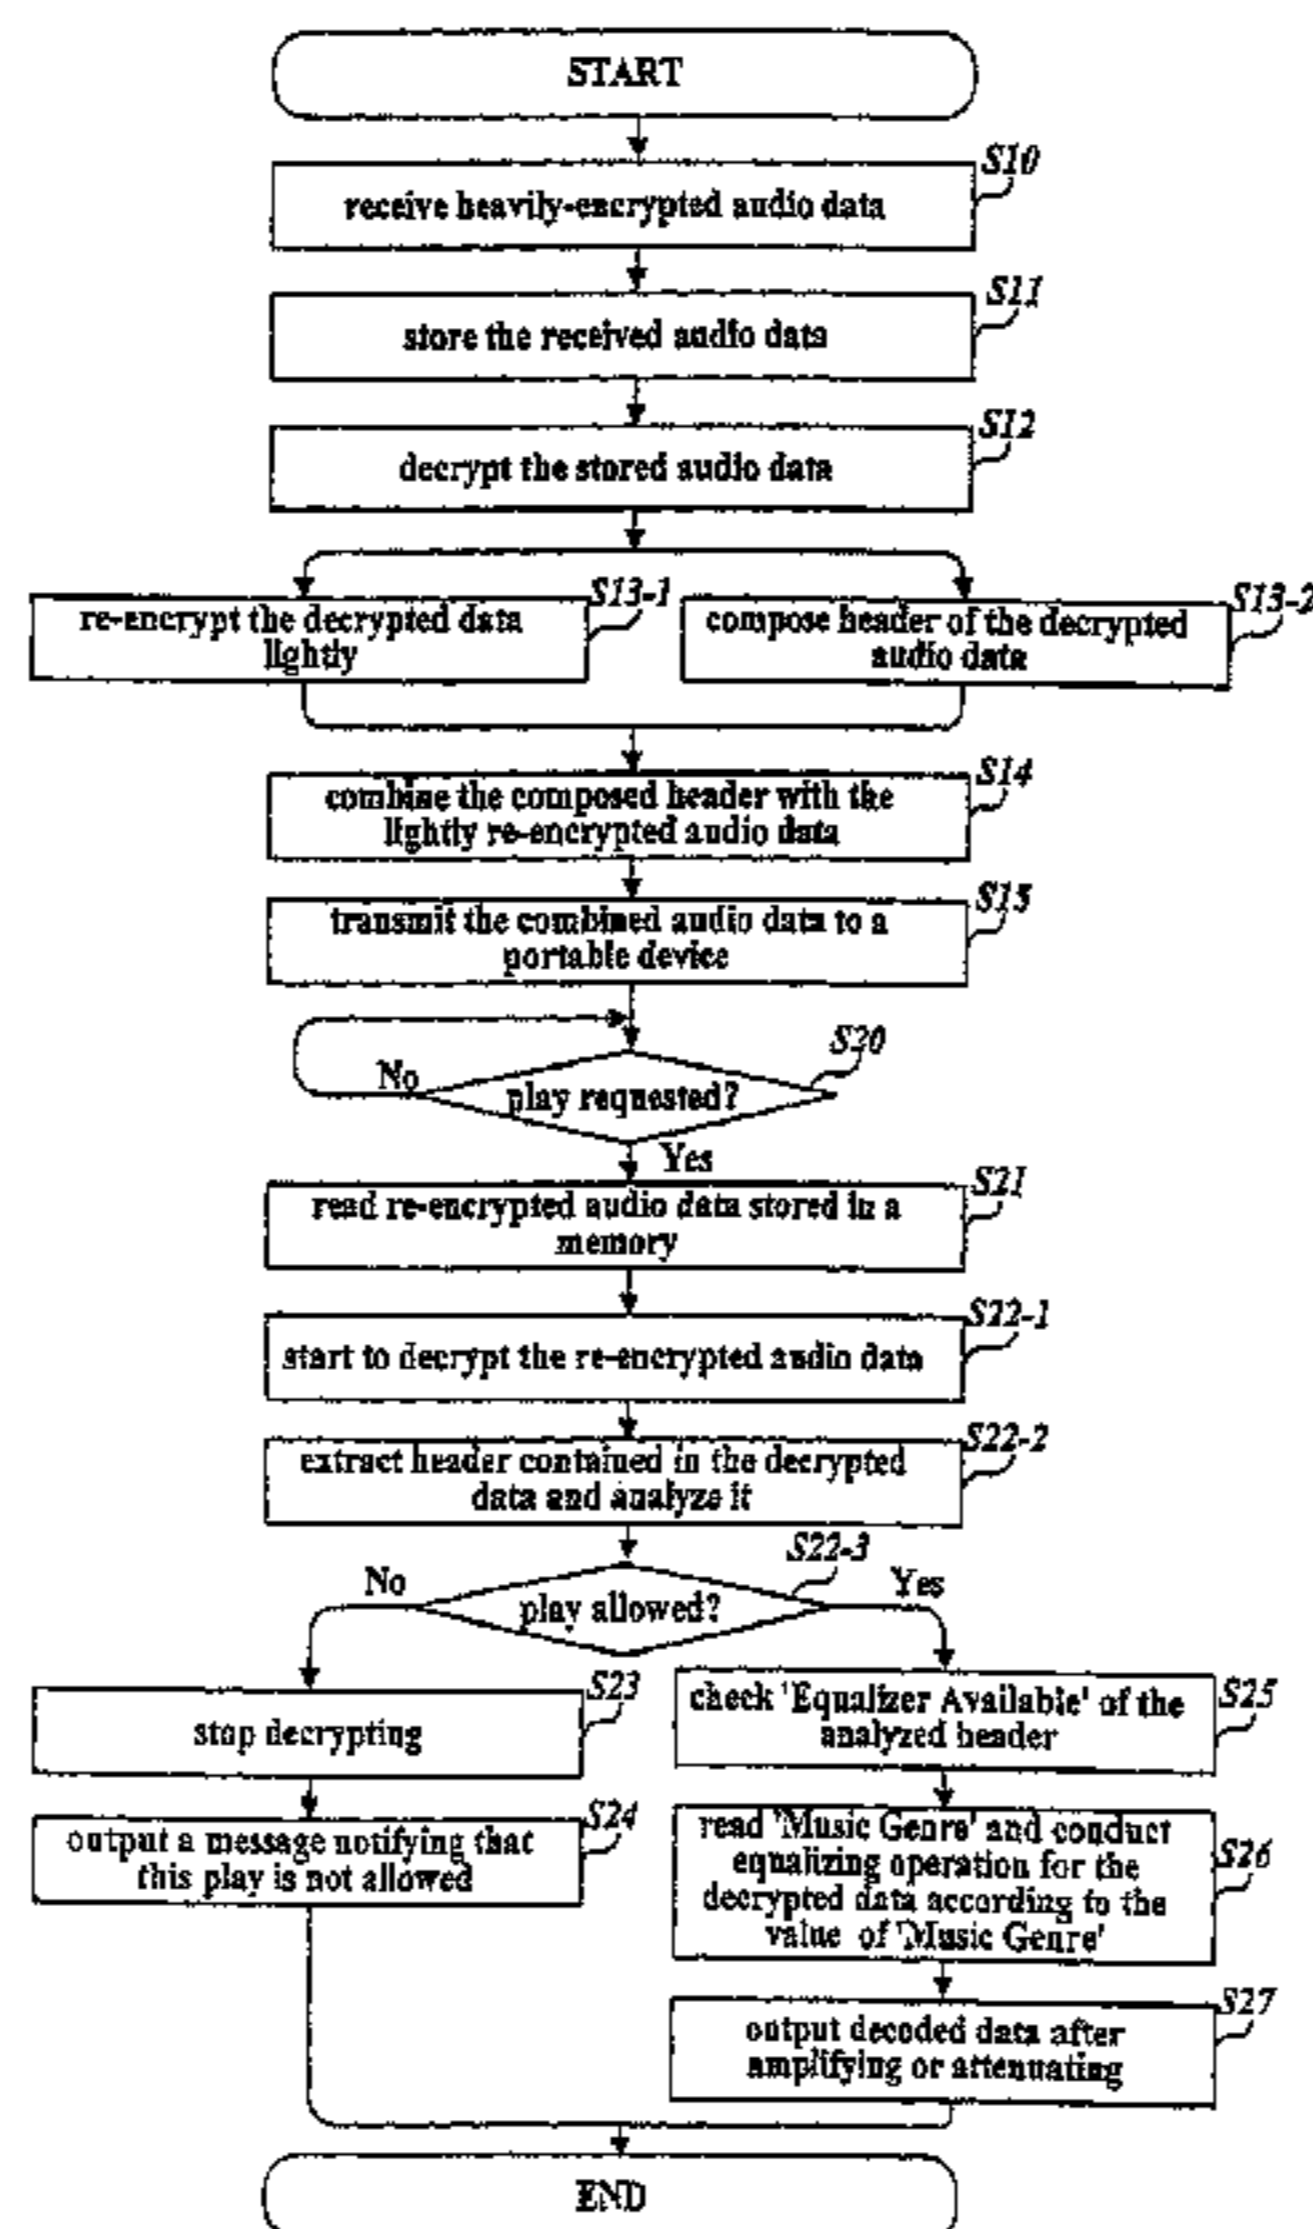 START
S10
receive heavily-encrypted audio data
S11
store the received audio data
S12
decrypt the stored audio data
S13-1
re-encrypt the decrypted data
lightly
S13-2
compose header of the decrypted
audio data
S14
combine the composed header with the
lightly re-encrypted audio data
S15
transmit the combined audio data to a
portable device
S20
No
play requested?
Yes
S21
read re-encrypted audio data stored in a
memory
S22-1
start to decrypt the re-encrypted audio data
S22-2
extract header contained in the decrypted
data and analyze it
S22-3
No
play allowed?
Yes
S23
stop decrypting
S24
output a message notifying that
this play is not allowed
S25
check 'Equalizer Available' of the
analyzed header
S26
read 'Music Genre' and conduct
equalizing operation for the
decrypted data according to the
value of 'Music Genre'
S27
output decoded data after
amplifying or attenuating
END